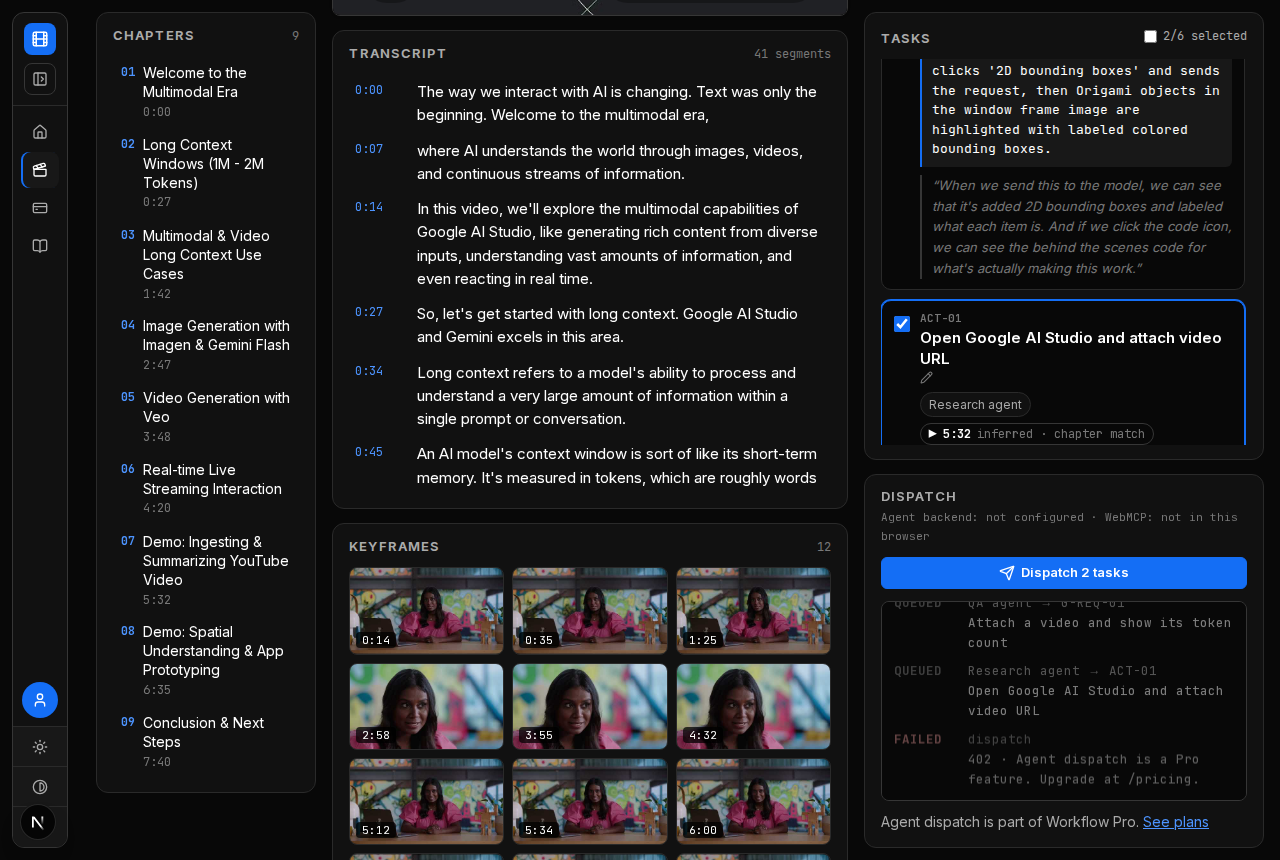 CHAPTERS 9
01 Welcome to the
Multimodal Era
0:00
02 Long Context
Windows (1M - 2M
Tokens)
0:27
03 Multimodal & Video
Long Context Use
Cases
1:42
04 Image Generation with
Imagen & Gemini Flash
2:47
05 Video Generation with
Veo
3:48
06 Real-time Live
Streaming Interaction
4:20
07 Demo: Ingesting &
Summarizing YouTube
Video
5:32
08 Demo: Spatial
Understanding & App
Prototyping
6:35
09 Conclusion & Next
Steps
7:40
TRANSCRIPT 41 segments
0:00 The way we interact with AI is changing. Text was only the
beginning. Welcome to the multimodal era,
0:07 where AI understands the world through images, videos,
and continuous streams of information.
0:14 In this video, we'll explore the multimodal capabilities of
Google AI Studio, like generating rich content from diverse
inputs, understanding vast amounts of information, and
even reacting in real time.
0:27 So, let's get started with long context. Google AI Studio
and Gemini excels in this area.
0:34 Long context refers to a model's ability to process and
understand a very large amount of information within a
single prompt or conversation.
0:45 An AI model's context window is sort of like its short-term
memory. It's measured in tokens, which are roughly words
KEYFRAMES 12
0:14 0:35 1:25
2:58 3:55 4:32
5:12 5:34 6:00
TASKS 2/6 selected
clicks '2D bounding boxes' and sends
the request, then Origami objects in
the window frame image are
highlighted with labeled colored
bounding boxes.
“When we send this to the model, we can see
that it's added 2D bounding boxes and labeled
what each item is. And if we click the code icon,
we can see the behind the scenes code for
what's actually making this work.”
ACT-01
Open Google AI Studio and attach video
URL
Research agent
▶ 5:32 inferred · chapter match
DISPATCH
Agent backend: not configured · WebMCP: not in this
browser
Dispatch 2 tasks
QUEUED QA agent → G-REQ-01
Attach a video and show its token
count
QUEUED Research agent → ACT-01
Open Google AI Studio and attach
video URL
FAILED dispatch
402 · Agent dispatch is a Pro
feature. Upgrade at /pricing.
Agent dispatch is part of Workflow Pro. See plans